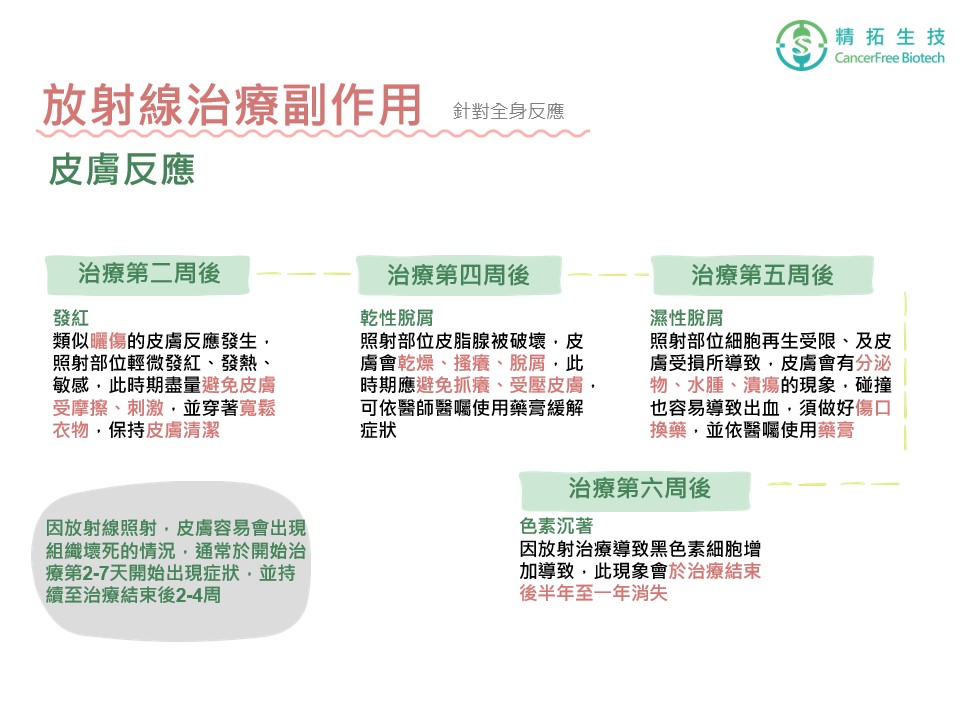 精拓生技
CancerFree Biotech
放射線治療副作用 針對全身反應
皮膚反應
治療第二周後
發紅
類似曬傷的皮膚反應發生，
照射部位輕微發紅、發熱、
敏感，此時期盡量避免皮膚
受摩擦、刺激，並穿著寬鬆
衣物，保持皮膚清潔
治療第四周後
乾性脫屑
照射部位皮脂腺被破壞，皮
膚會乾燥、搔癢、脫屑，此
時期應避免抓癢、受壓皮膚，
可依醫師醫囑使用藥膏緩解
症狀
治療第五周後
濕性脫屑
照射部位細胞再生受限、及皮
膚受損所導致，皮膚會有分泌
物、水腫、潰瘍的現象，碰撞
也容易導致出血，須做好傷口
換藥，並依醫囑使用藥膏
治療第六周後
色素沉著
因放射治療導致黑色素細胞增
加導致，此現象會於治療結束
後半年至一年消失
因放射線照射，皮膚容易會出現
組織壞死的情況，通常於開始治
療第2-7天開始出現症狀，並持
續至治療結束後2-4周